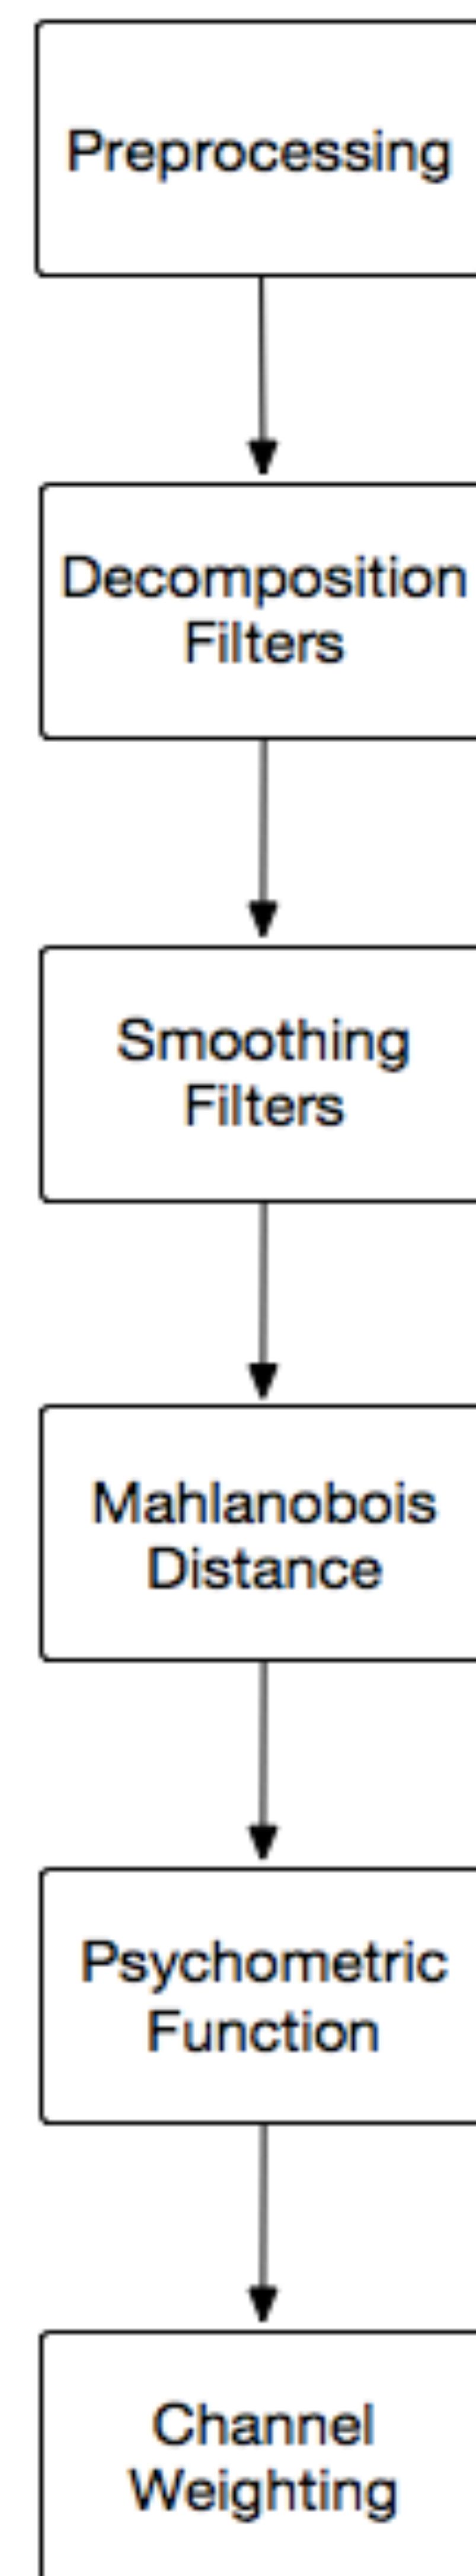 Preprocessing
Decomposition
Filters
Smoothing
Filters
Mahlanobois
Distance
Psychometric
Function
Channel
Weighting